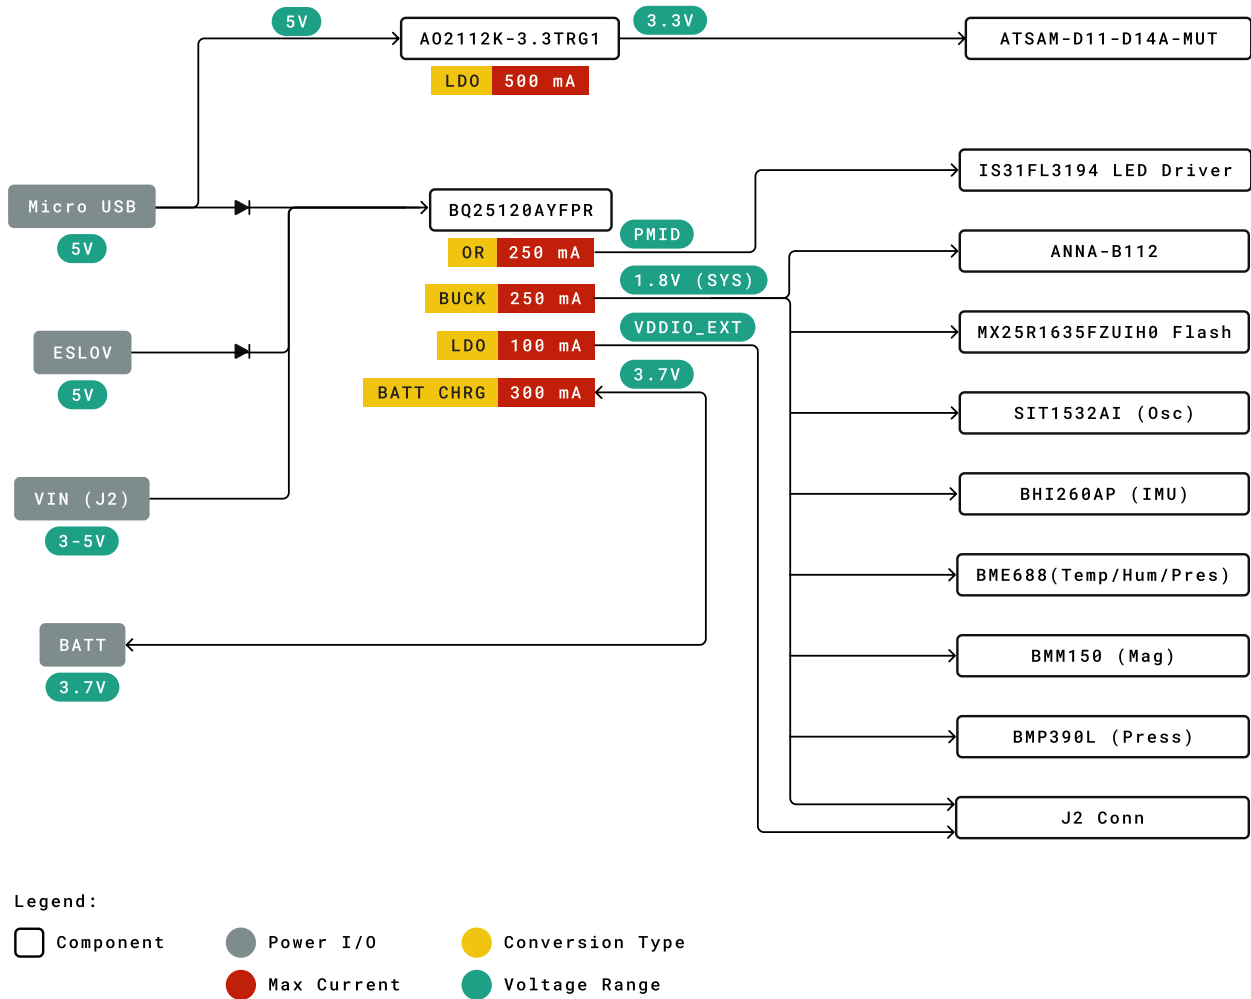 5V
AO2112K-3.3TRG1
3.3V
ATSAM-D11-D14A-MUT
LDO 500 mA
IS31FL3194 LED Driver
Micro USB
5V
BQ25120AYFPR
OR 250 mA
PMID
ANNA-B112
BUCK 250 mA
1.8V (SYS)
LDO 100 mA
VDDIO_EXT
MX25R1635FZUIH0 Flash
ESLOV
5V
BATT CHRG 300 mA
3.7V
SIT1532AI (Osc)
VIN (J2)
3-5V
BHI260AP (IMU)
BME688(Temp/Hum/Pres)
BATT
3.7V
BMM150 (Mag)
BMP390L (Press)
J2 Conn
Legend:
Component
Power I/O
Conversion Type
Max Current
Voltage Range